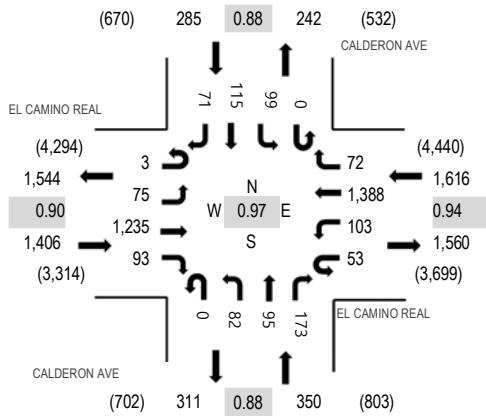 (670) 285 0.88 242 (532)
CALDERON AVE
71 115 99 0
EL CAMINO REAL
(4,294) (4,440)
3 72
1,544 1,616
75 N 1,388
0.90 W 0.97 E 0.94
1,235 103
1,406 S 1,560
93 53
(3,314) (3,699)
0 82 95 173
EL CAMINO REAL
CALDERON AVE
(702) 311 0.88 350 (803)